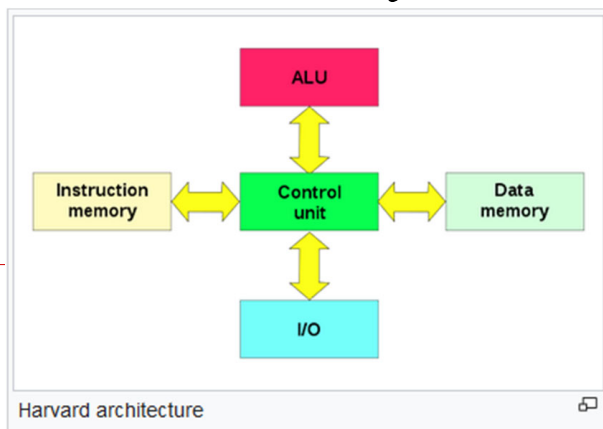 ALU
Instruction
memory
Control
unit
Data
memory
I/O
Harvard architecture